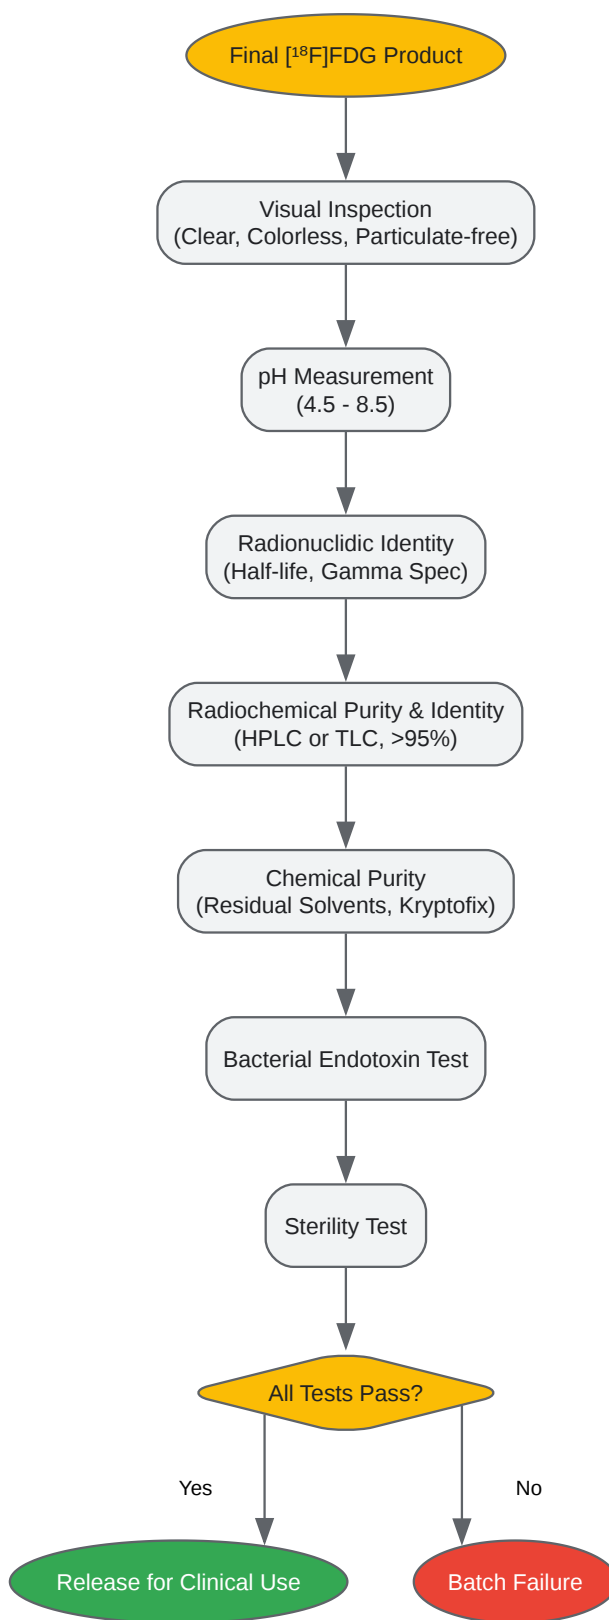 Final [¹⁸F]FDG Product
Visual Inspection
(Clear, Colorless, Particulate-free)
pH Measurement
(4.5 - 8.5)
Radionuclidic Identity
(Half-life, Gamma Spec)
Radiochemical Purity & Identity
(HPLC or TLC, >95%)
Chemical Purity
(Residual Solvents, Kryptofix)
Bacterial Endotoxin Test
Sterility Test
All Tests Pass?
Yes
No
Release for Clinical Use
Batch Failure